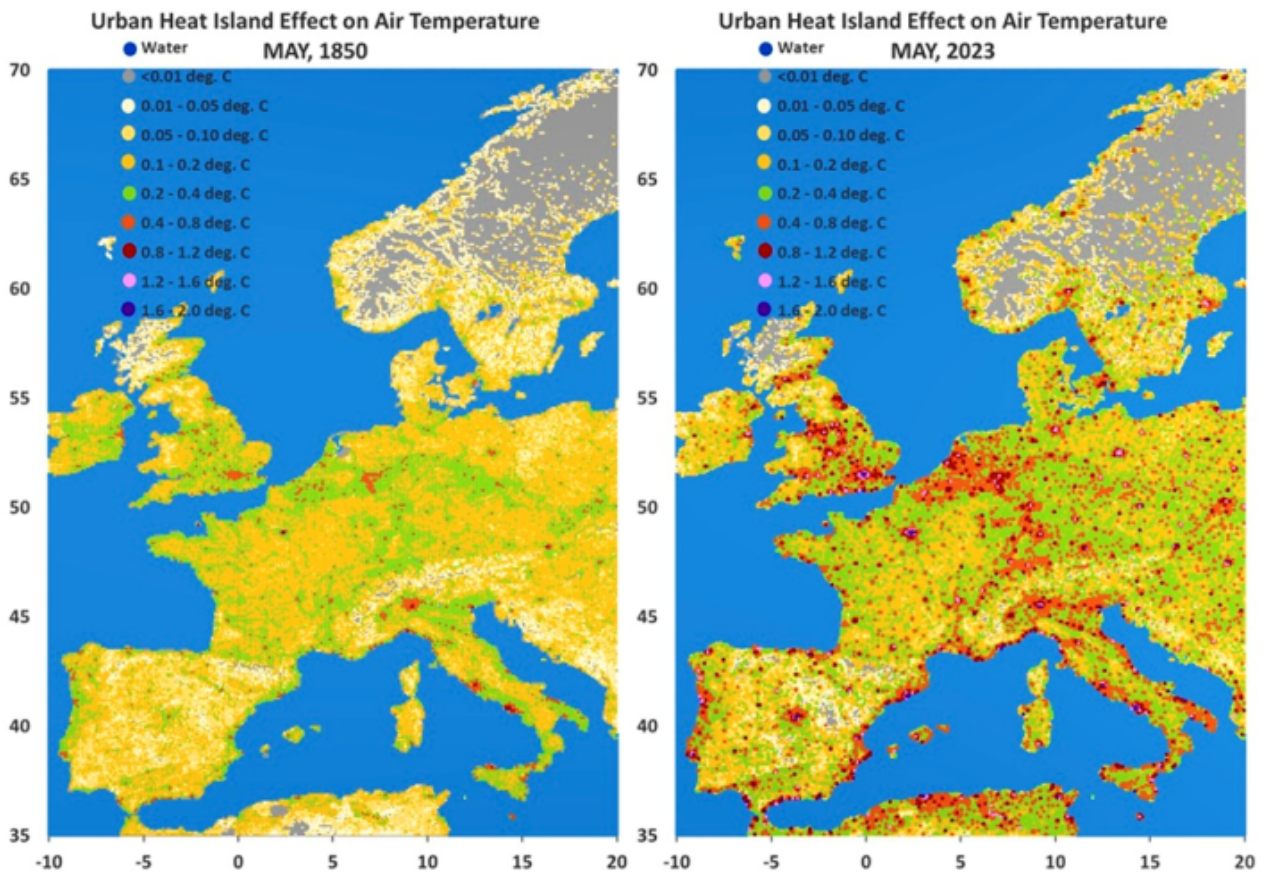 Urban Heat Island Effect on Air Temperature
Water
MAY, 1850
70
<0.01 deg. C
0.01 - 0.05 deg. C
0.05 - 0.10 deg. C
0.1 - 0.2 deg. C
65
0.2 - 0.4 deg. C
0.4 - 0.8 deg. C
0.8 - 1.2 deg. C
1.2 - 1.6 deg. C
60
1.6 - 2.0 deg. C
55
50
45
40
35
-10 -5 0 5 10 15 20
Urban Heat Island Effect on Air Temperature
Water
MAY, 2023
70
<0.01 deg. C
0.01 - 0.05 deg. C
0.05 - 0.10 deg. C
0.1 - 0.2 deg. C
65
0.2 - 0.4 deg. C
0.4 - 0.8 deg. C
0.8 - 1.2 deg. C
1.2 - 1.6 deg. C
60
1.6 - 2.0 deg. C
55
50
45
40
35
-10 -5 0 5 10 15 20